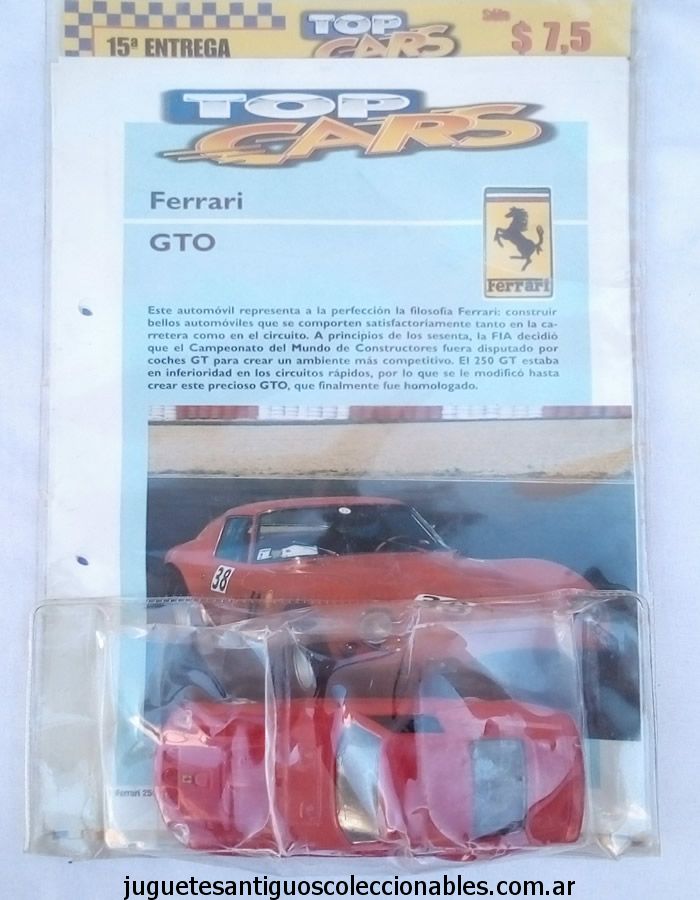 15ª ENTREGA
TOP
CARS
Sólo
$ 7,5
TOP
CARS
Ferrari
GTO
Ferrari
Este automóvil representa a la perfección la filosofía Ferrari: construir
bellos automóviles que se comporten satisfactoriamente tanto en la ca-
rretera como en el circuito. A principios de los sesenta, la FIA decidió
que el Campeonato del Mundo de Constructores fuera disputado por
coches GT para crear un ambiente más competitivo. El 250 GT estaba
en inferioridad en los circuitos rápidos, por lo que se le modificó hasta
crear este precioso GTO, que finalmente fue homologado.
38
Ferrari 25
juguetesantiguoscoleccionables.com.ar